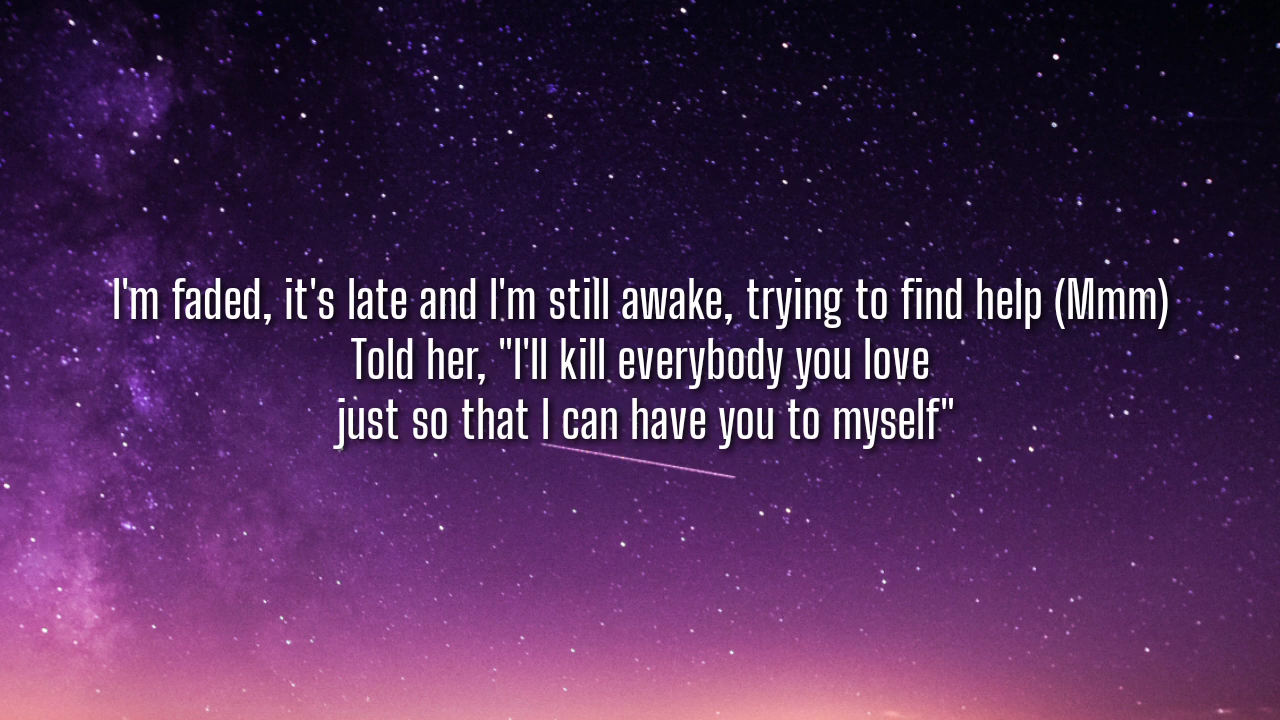 I'm faded, it's late and I'm still awake, trying to find help (Mmm)
Told her, "I'll kill everybody you love
just so that I can have you to myself"